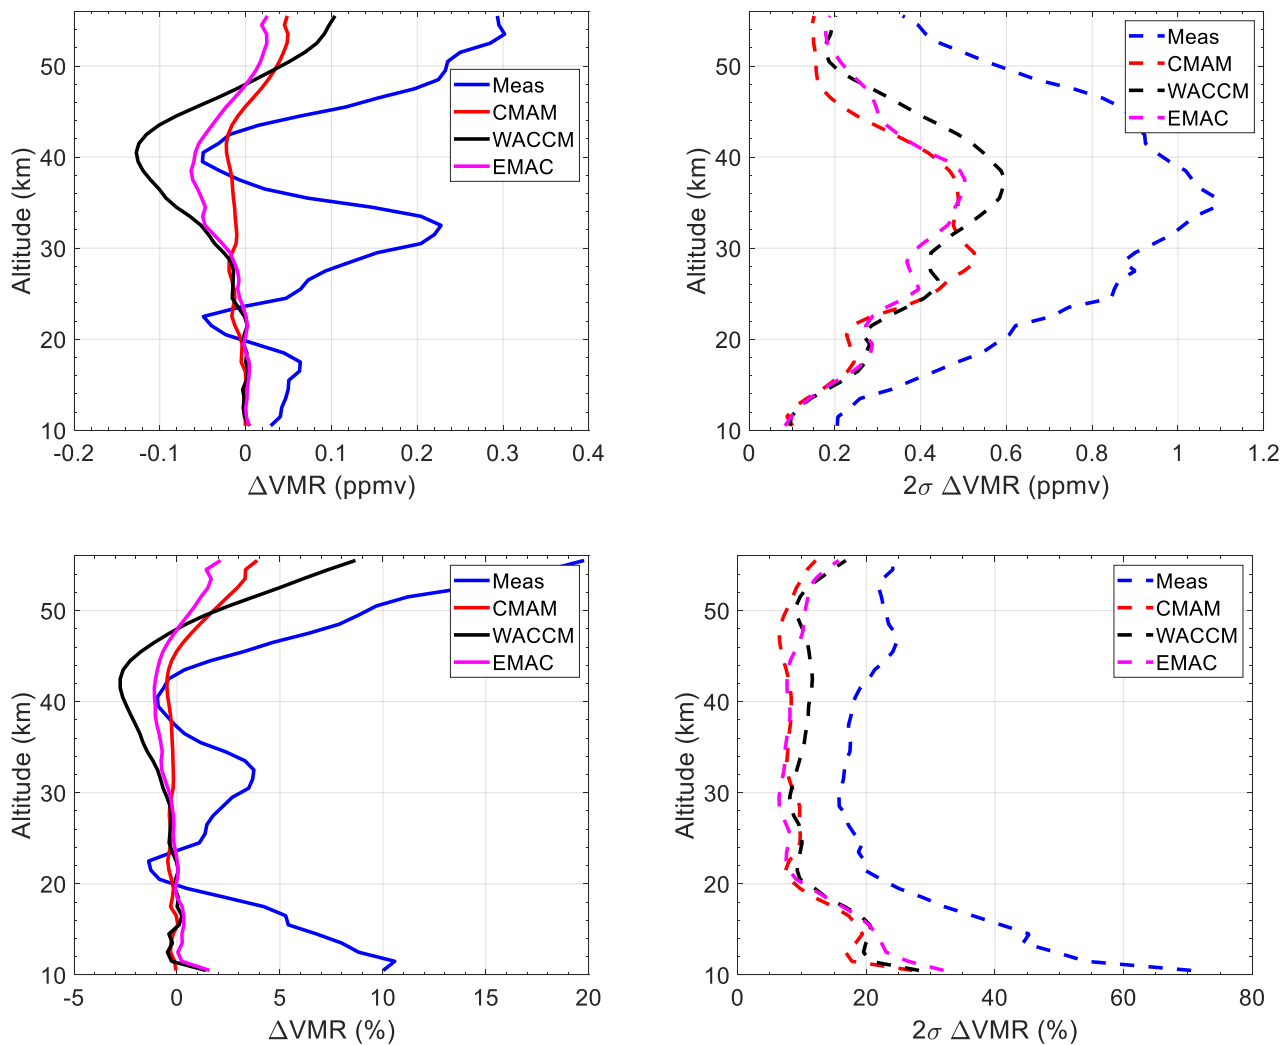 50
40
30
20
10
Altitude (km)
-0.2
-0.1
0
0.1
0.2
0.3
0.4
ΔVMR (ppmv)
Meas
CMAM
WACCM
EMAC
50
40
30
20
10
Altitude (km)
0
0.2
0.4
0.6
0.8
1
1.2
2σ ΔVMR (ppmv)
Meas
CMAM
WACCM
EMAC
50
40
30
20
10
Altitude (km)
-5
0
5
10
15
20
ΔVMR (%)
Meas
CMAM
WACCM
EMAC
50
40
30
20
10
Altitude (km)
0
20
40
60
80
2σ ΔVMR (%)
Meas
CMAM
WACCM
EMAC